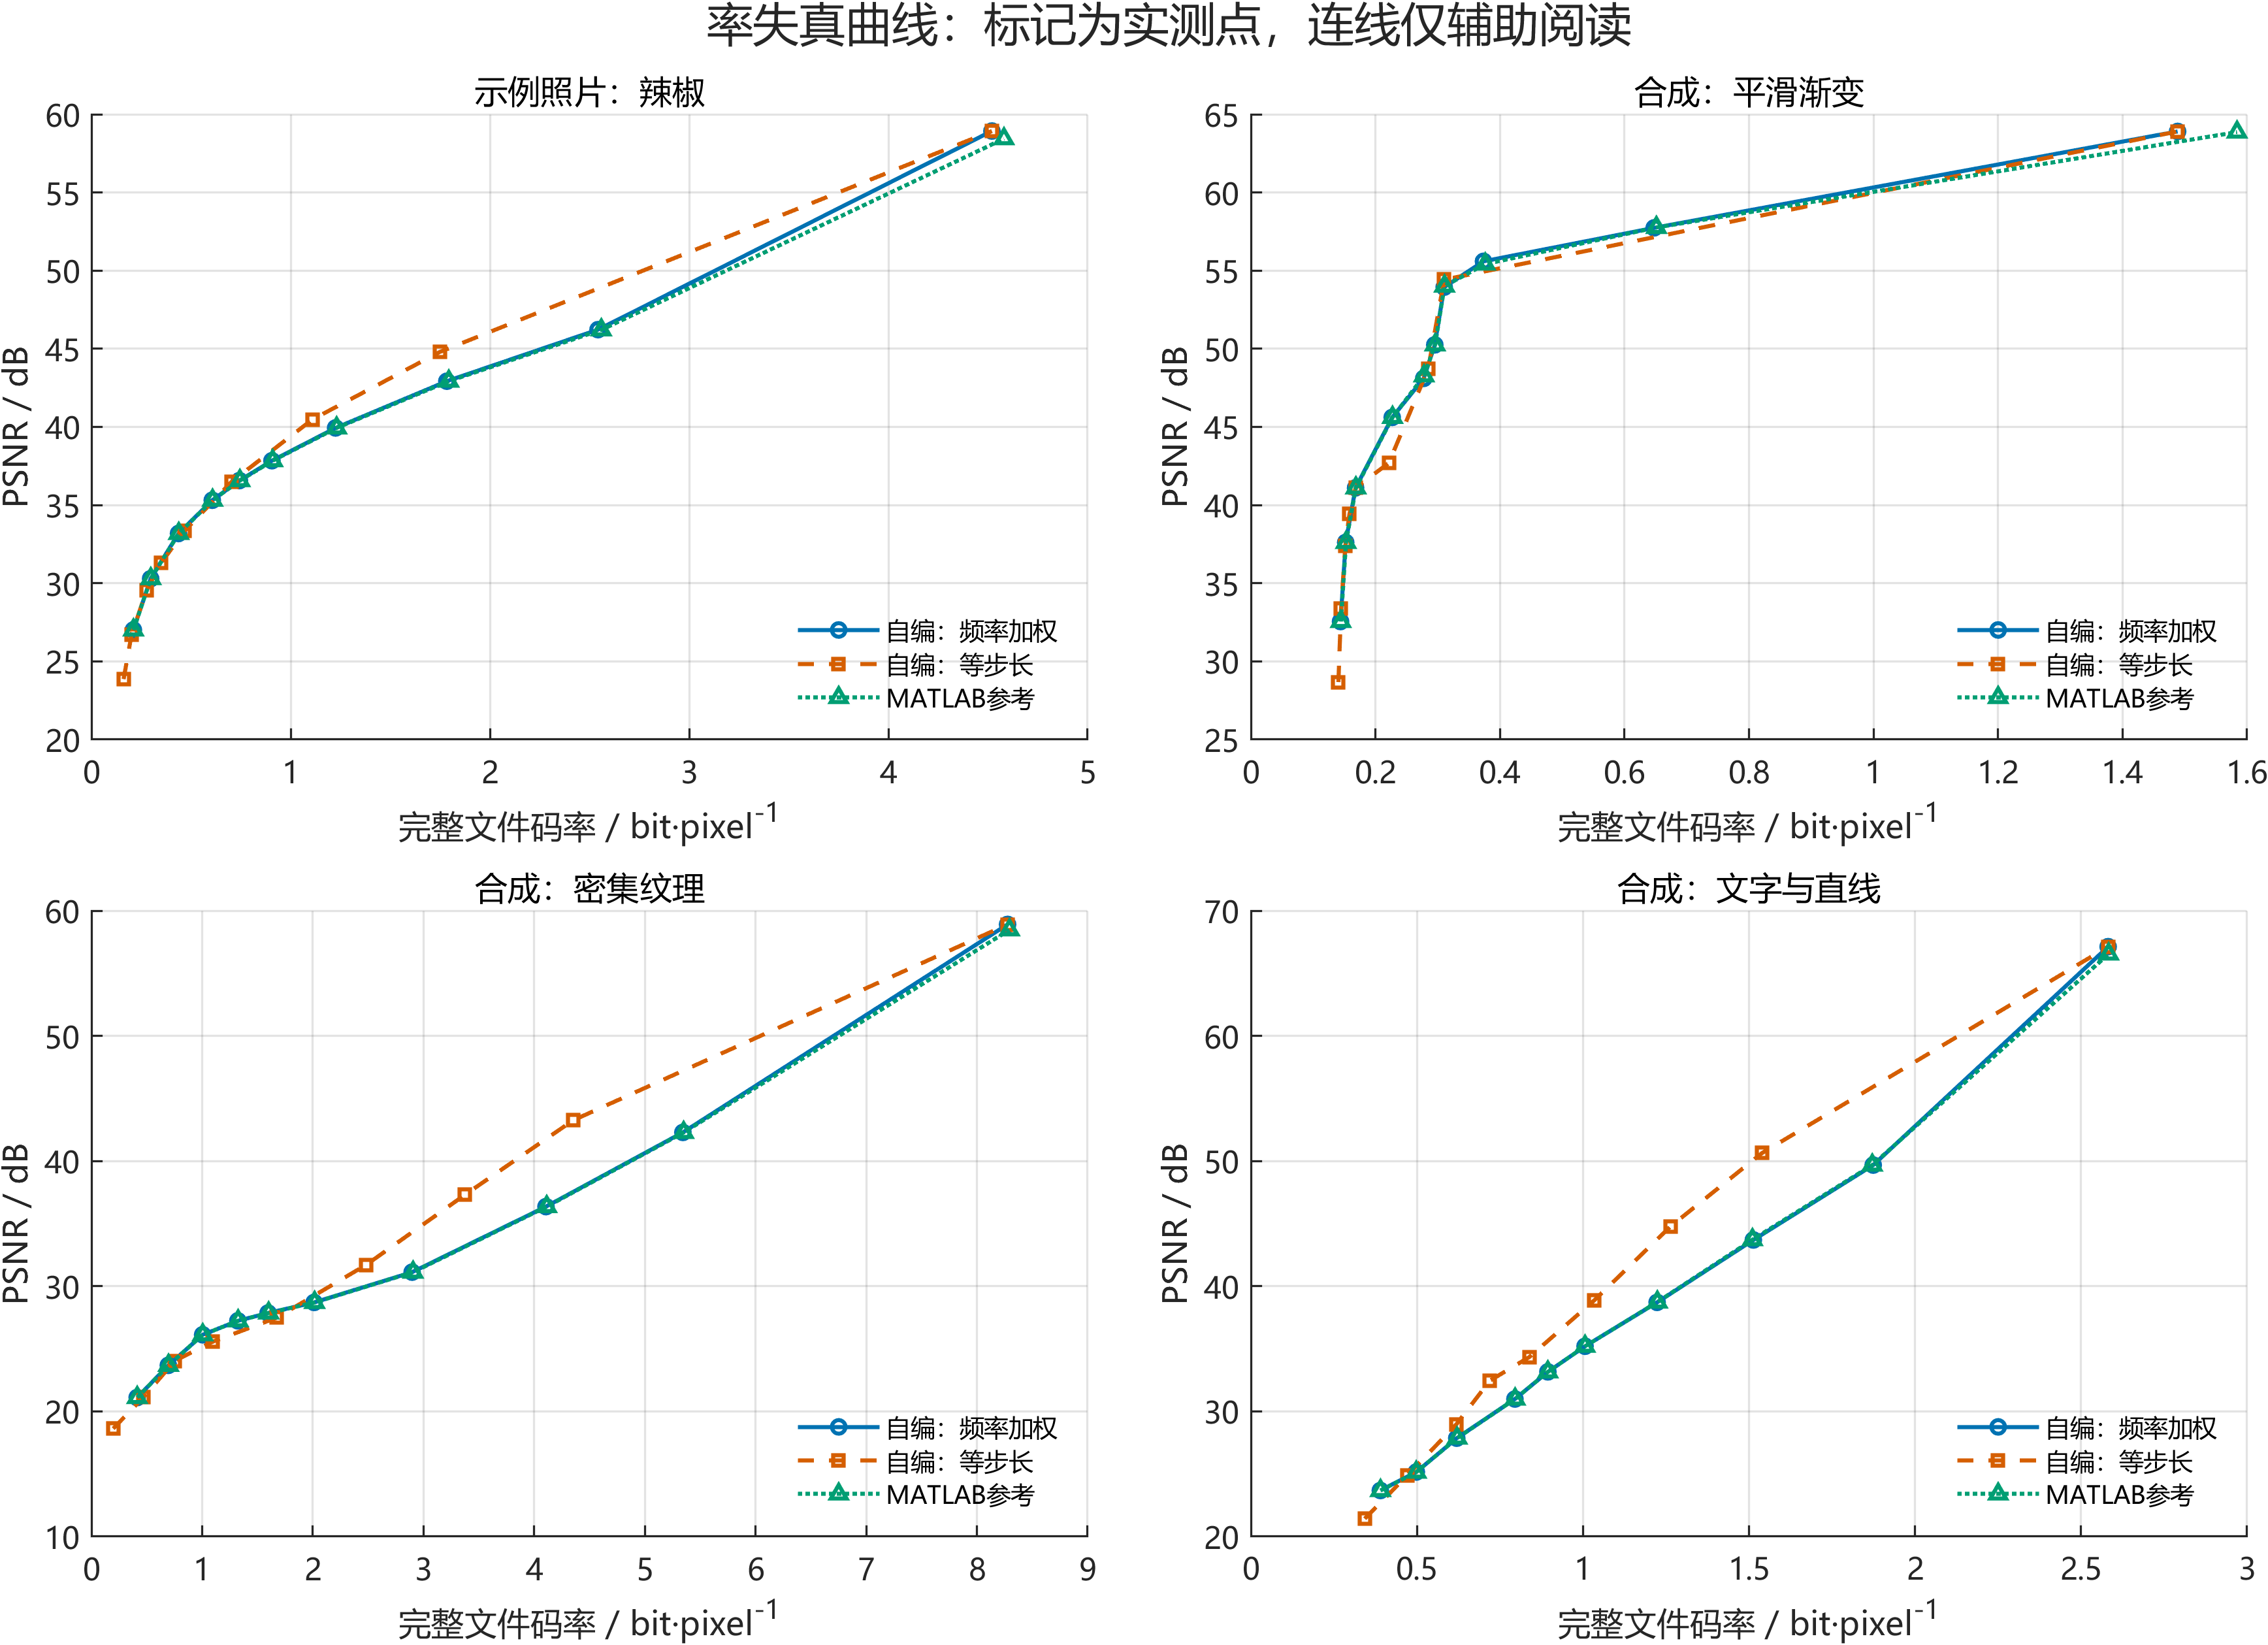 率失真曲线：标记为实测点，连线仅辅助阅读
示例照片：辣椒
60
55
50
45
40
35
30
25
20
PSNR / dB
0 1 2 3 4 5
完整文件码率 / bit·pixel⁻¹
自编：频率加权
自编：等步长
MATLAB参考
合成：平滑渐变
65
60
55
50
45
40
35
30
25
PSNR / dB
0 0.2 0.4 0.6 0.8 1 1.2 1.4 1.6
完整文件码率 / bit·pixel⁻¹
自编：频率加权
自编：等步长
MATLAB参考
合成：密集纹理
60
50
40
30
20
10
PSNR / dB
0 1 2 3 4 5 6 7 8 9
完整文件码率 / bit·pixel⁻¹
自编：频率加权
自编：等步长
MATLAB参考
合成：文字与直线
70
60
50
40
30
20
PSNR / dB
0 0.5 1 1.5 2 2.5 3
完整文件码率 / bit·pixel⁻¹
自编：频率加权
自编：等步长
MATLAB参考